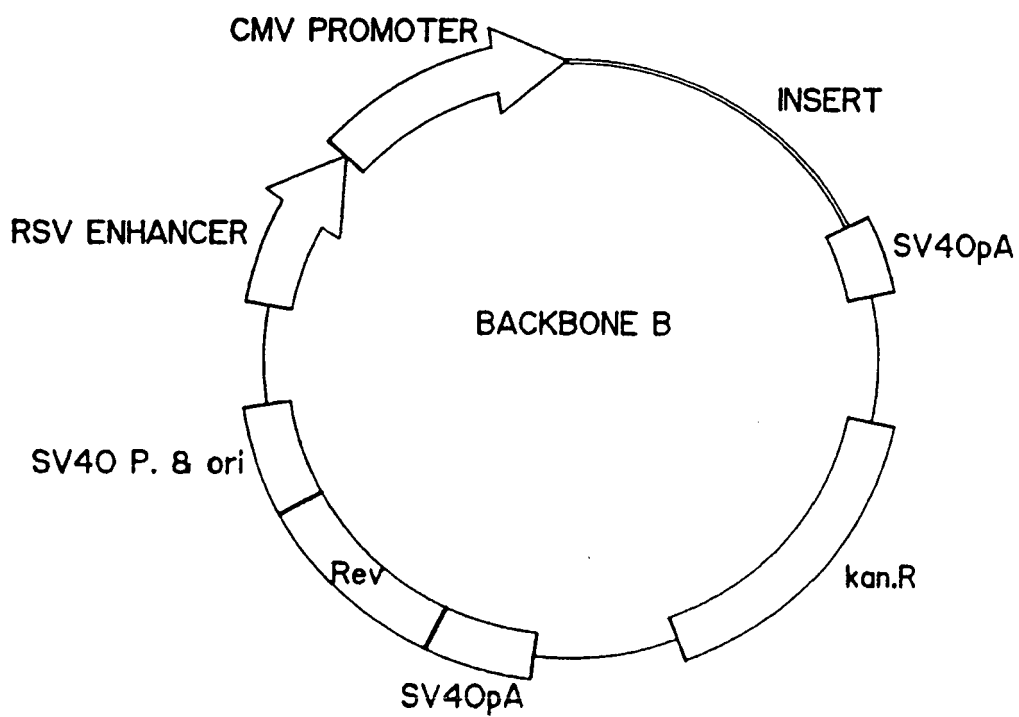 CMV PROMOTER
INSERT
RSV ENHANCER
SV40pA
BACKBONE B
SV40 P. & ori
Rev
kan.R
SV40pA